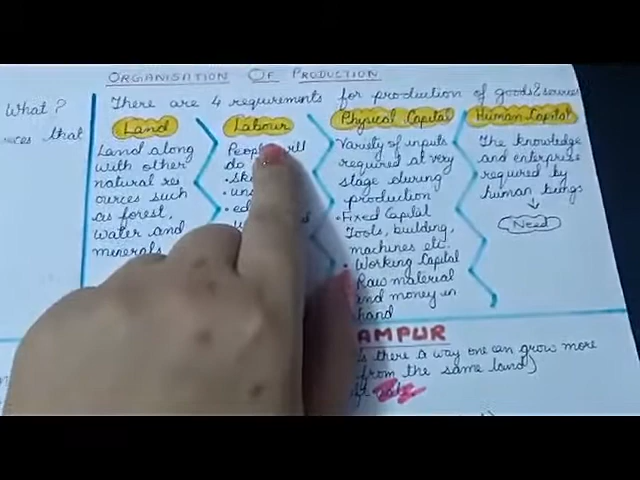 ORGANISATION OF PRODUCTION
What?
that
There are 4 requirements for production of goods & sources
Land
Land along
with other
natural res
ources such
as forest,
water and
minerals.
Labour
People will
do
Physical Capital
Variety of inputs
required at very
stage during
production
• Fixed Capital
Tools, building,
machines etc.
• Working Capital
Raw material
and money in
hand
Human Capital
The knowledge
and enterprise
required by
human beings
Need
AMPUR
is there a way one can grow more
from the same land)